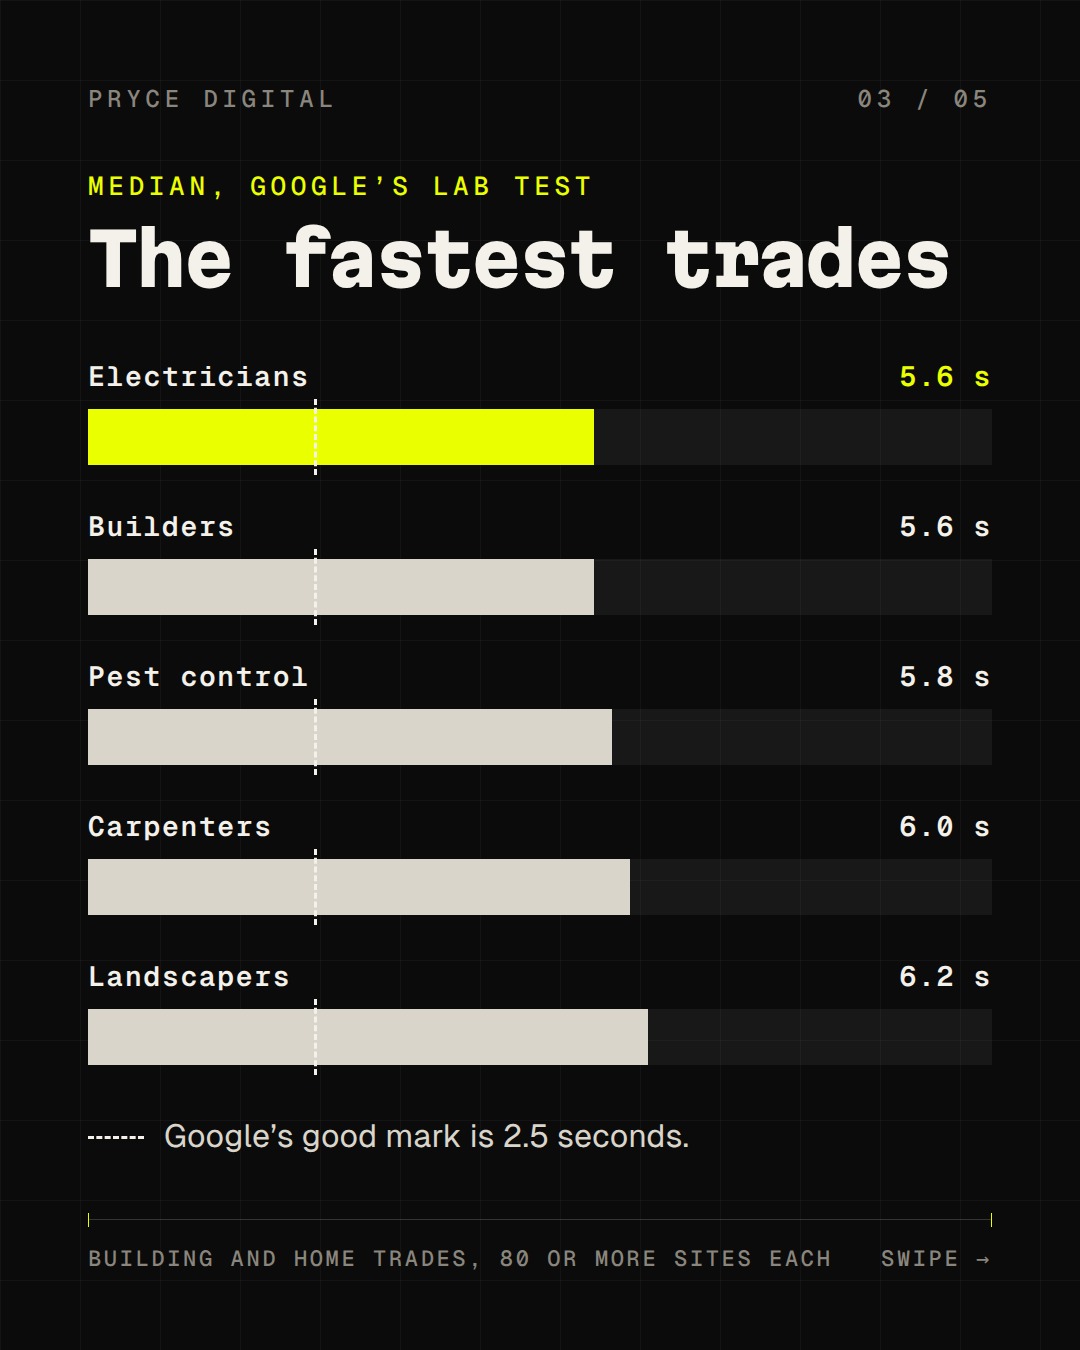 PRYCE DIGITAL 03 / 05
MEDIAN, GOOGLE’S LAB TEST
The fastest trades
Electricians 5.6 s
Builders 5.6 s
Pest control 5.8 s
Carpenters 6.0 s
Landscapers 6.2 s
Google’s good mark is 2.5 seconds.
BUILDING AND HOME TRADES, 80 OR MORE SITES EACH SWIPE →